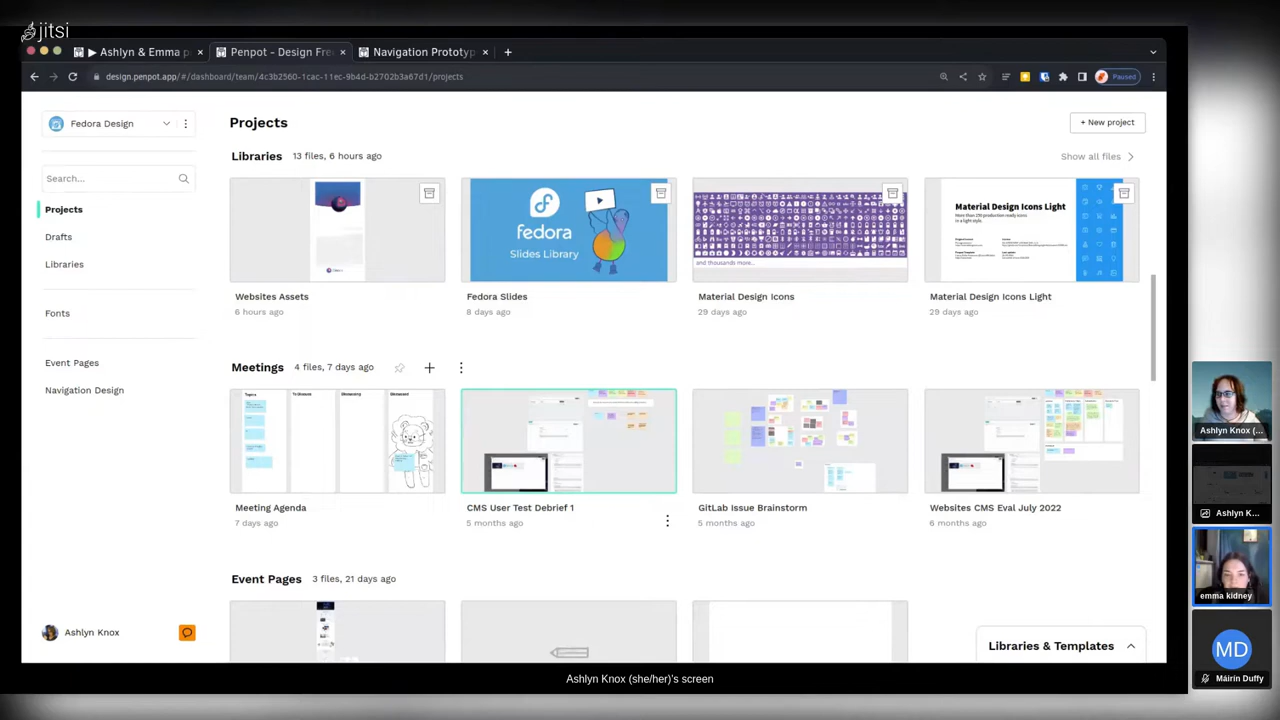 jitsi
▶ Ashlyn & Emma p
Penpot - Design Fre
Navigation Prototyp
design.penpot.app/#/dashboard/team/4c3b2560-1cac-11ec-9b4d-b2702b3a67d1/projects
Paused
Fedora Design
Projects
+ New project
Libraries 13 files, 6 hours ago
Show all files
Search...
Projects
Drafts
Libraries
Fonts
Event Pages
Navigation Design
fedora
Slides Library
and thousands more...
Material Design Icons Light
Websites Assets
6 hours ago
Fedora Slides
8 days ago
Material Design Icons
29 days ago
Material Design Icons Light
29 days ago
Meetings 4 files, 7 days ago
Meeting Agenda
7 days ago
CMS User Test Debrief 1
5 months ago
GitLab Issue Brainstorm
5 months ago
Websites CMS Eval July 2022
6 months ago
Event Pages 3 files, 21 days ago
Ashlyn Knox
Libraries & Templates
Ashlyn Knox (she/her)'s screen
Ashlyn Knox (...
Ashlyn K...
emma kidney
MD
Máirín Duffy